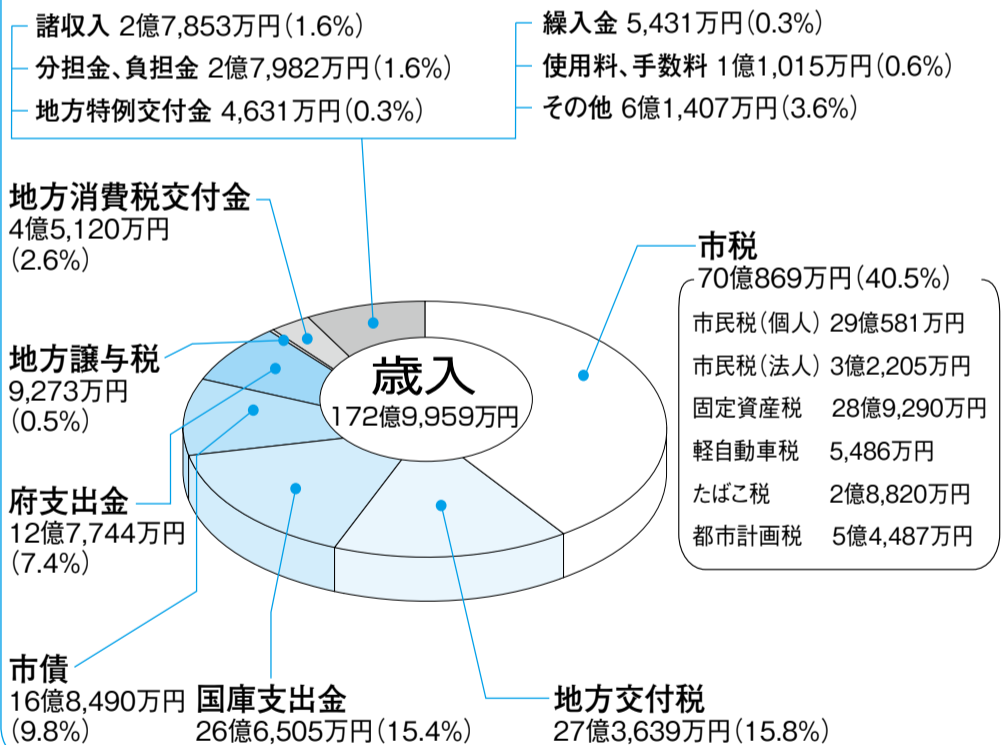 諸収入 2億7,853万円(1.6%)
分担金、負担金 2億7,982万円(1.6%)
地方特例交付金 4,631万円(0.3%)
繰入金 5,431万円(0.3%)
使用料、手数料 1億1,015万円(0.6%)
その他 6億1,407万円(3.6%)
地方消費税交付金
4億5,120万円
(2.6%)
市税
70億869万円(40.5%)
市民税(個人) 29億581万円
市民税(法人) 3億2,205万円
固定資産税 28億9,290万円
軽自動車税 5,486万円
たばこ税 2億8,820万円
都市計画税 5億4,487万円
歳入
172億9,959万円
地方譲与税
9,273万円
(0.5%)
府支出金
12億7,744万円
(7.4%)
市債
16億8,490万円
(9.8%)
国庫支出金
26億6,505万円(15.4%)
地方交付税
27億3,639万円(15.8%)